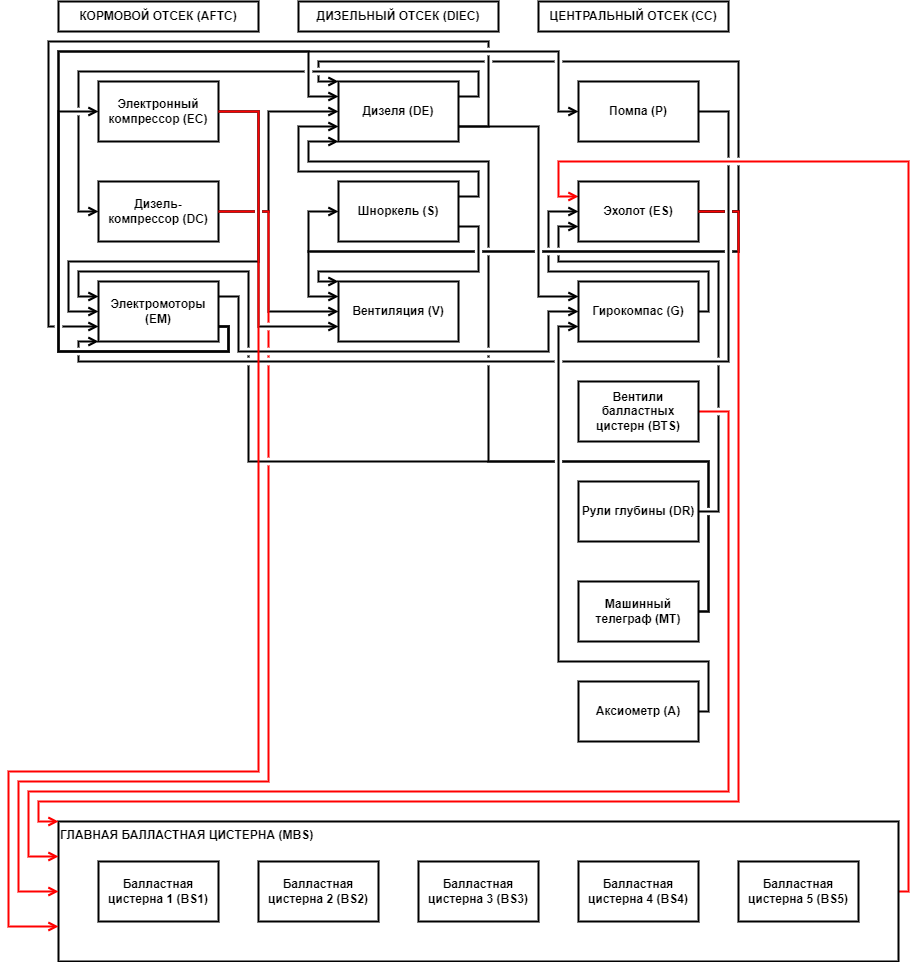 КОРМОВОЙ ОТСЕК (AFTC)
ДИЗЕЛЬНЫЙ ОТСЕК (DIEC)
ЦЕНТРАЛЬНЫЙ ОТСЕК (CC)
Электронный
компрессор (EC)
Дизеля (DE)
Помпа (P)
Дизель-
компрессор (DC)
Шноркель (S)
Эхолот (ES)
Электромоторы
(EM)
Вентиляция (V)
Гирокомпас (G)
Вентили
балластных
цистерн (BTS)
Рули глубины (DR)
Машинный
телеграф (MT)
Аксиометр (A)
ГЛАВНАЯ БАЛЛАСТНАЯ ЦИСТЕРНА (MBS)
Балластная
цистерна 1 (BS1)
Балластная
цистерна 2 (BS2)
Балластная
цистерна 3 (BS3)
Балластная
цистерна 4 (BS4)
Балластная
цистерна 5 (BS5)